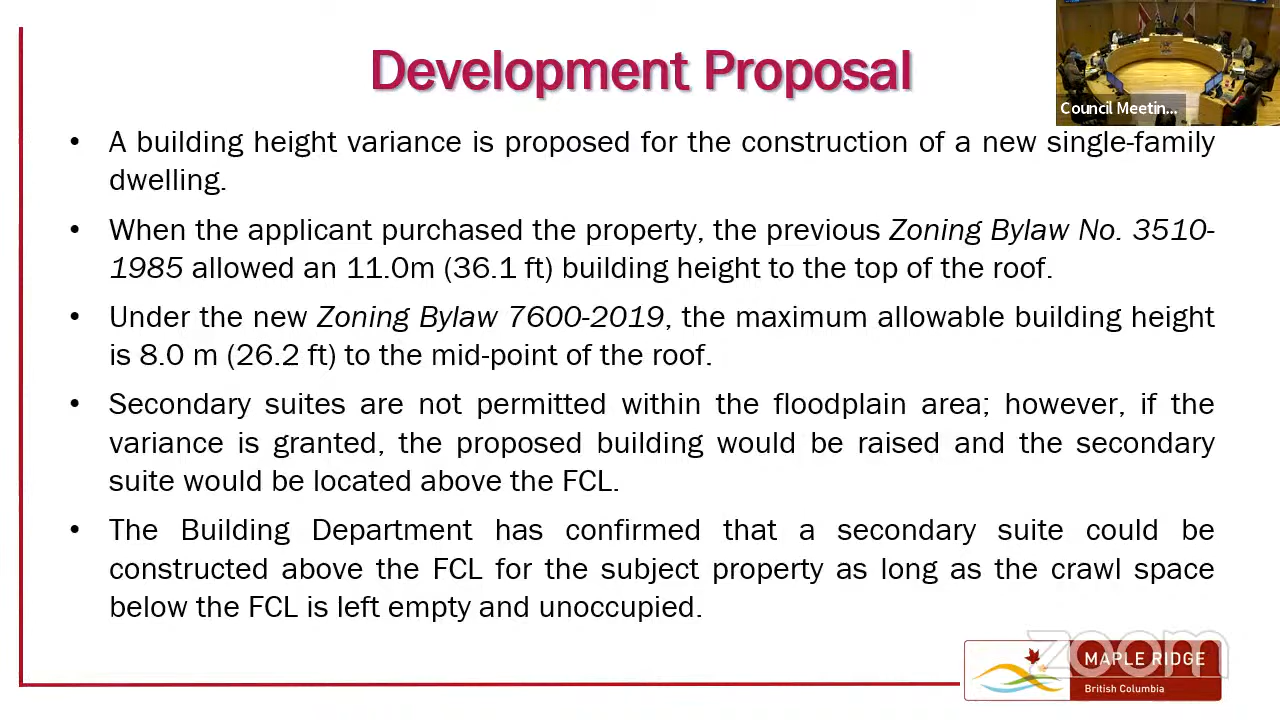 Development Proposal
Council Meetin...
• A building height variance is proposed for the construction of a new single-family
dwelling.
• When the applicant purchased the property, the previous Zoning Bylaw No. 3510-
1985 allowed an 11.0m (36.1 ft) building height to the top of the roof.
• Under the new Zoning Bylaw 7600-2019, the maximum allowable building height
is 8.0 m (26.2 ft) to the mid-point of the roof.
• Secondary suites are not permitted within the floodplain area; however, if the
variance is granted, the proposed building would be raised and the secondary
suite would be located above the FCL.
• The Building Department has confirmed that a secondary suite could be
constructed above the FCL for the subject property as long as the crawl space
below the FCL is left empty and unoccupied.
zoom
MAPLE RIDGE
British Columbia